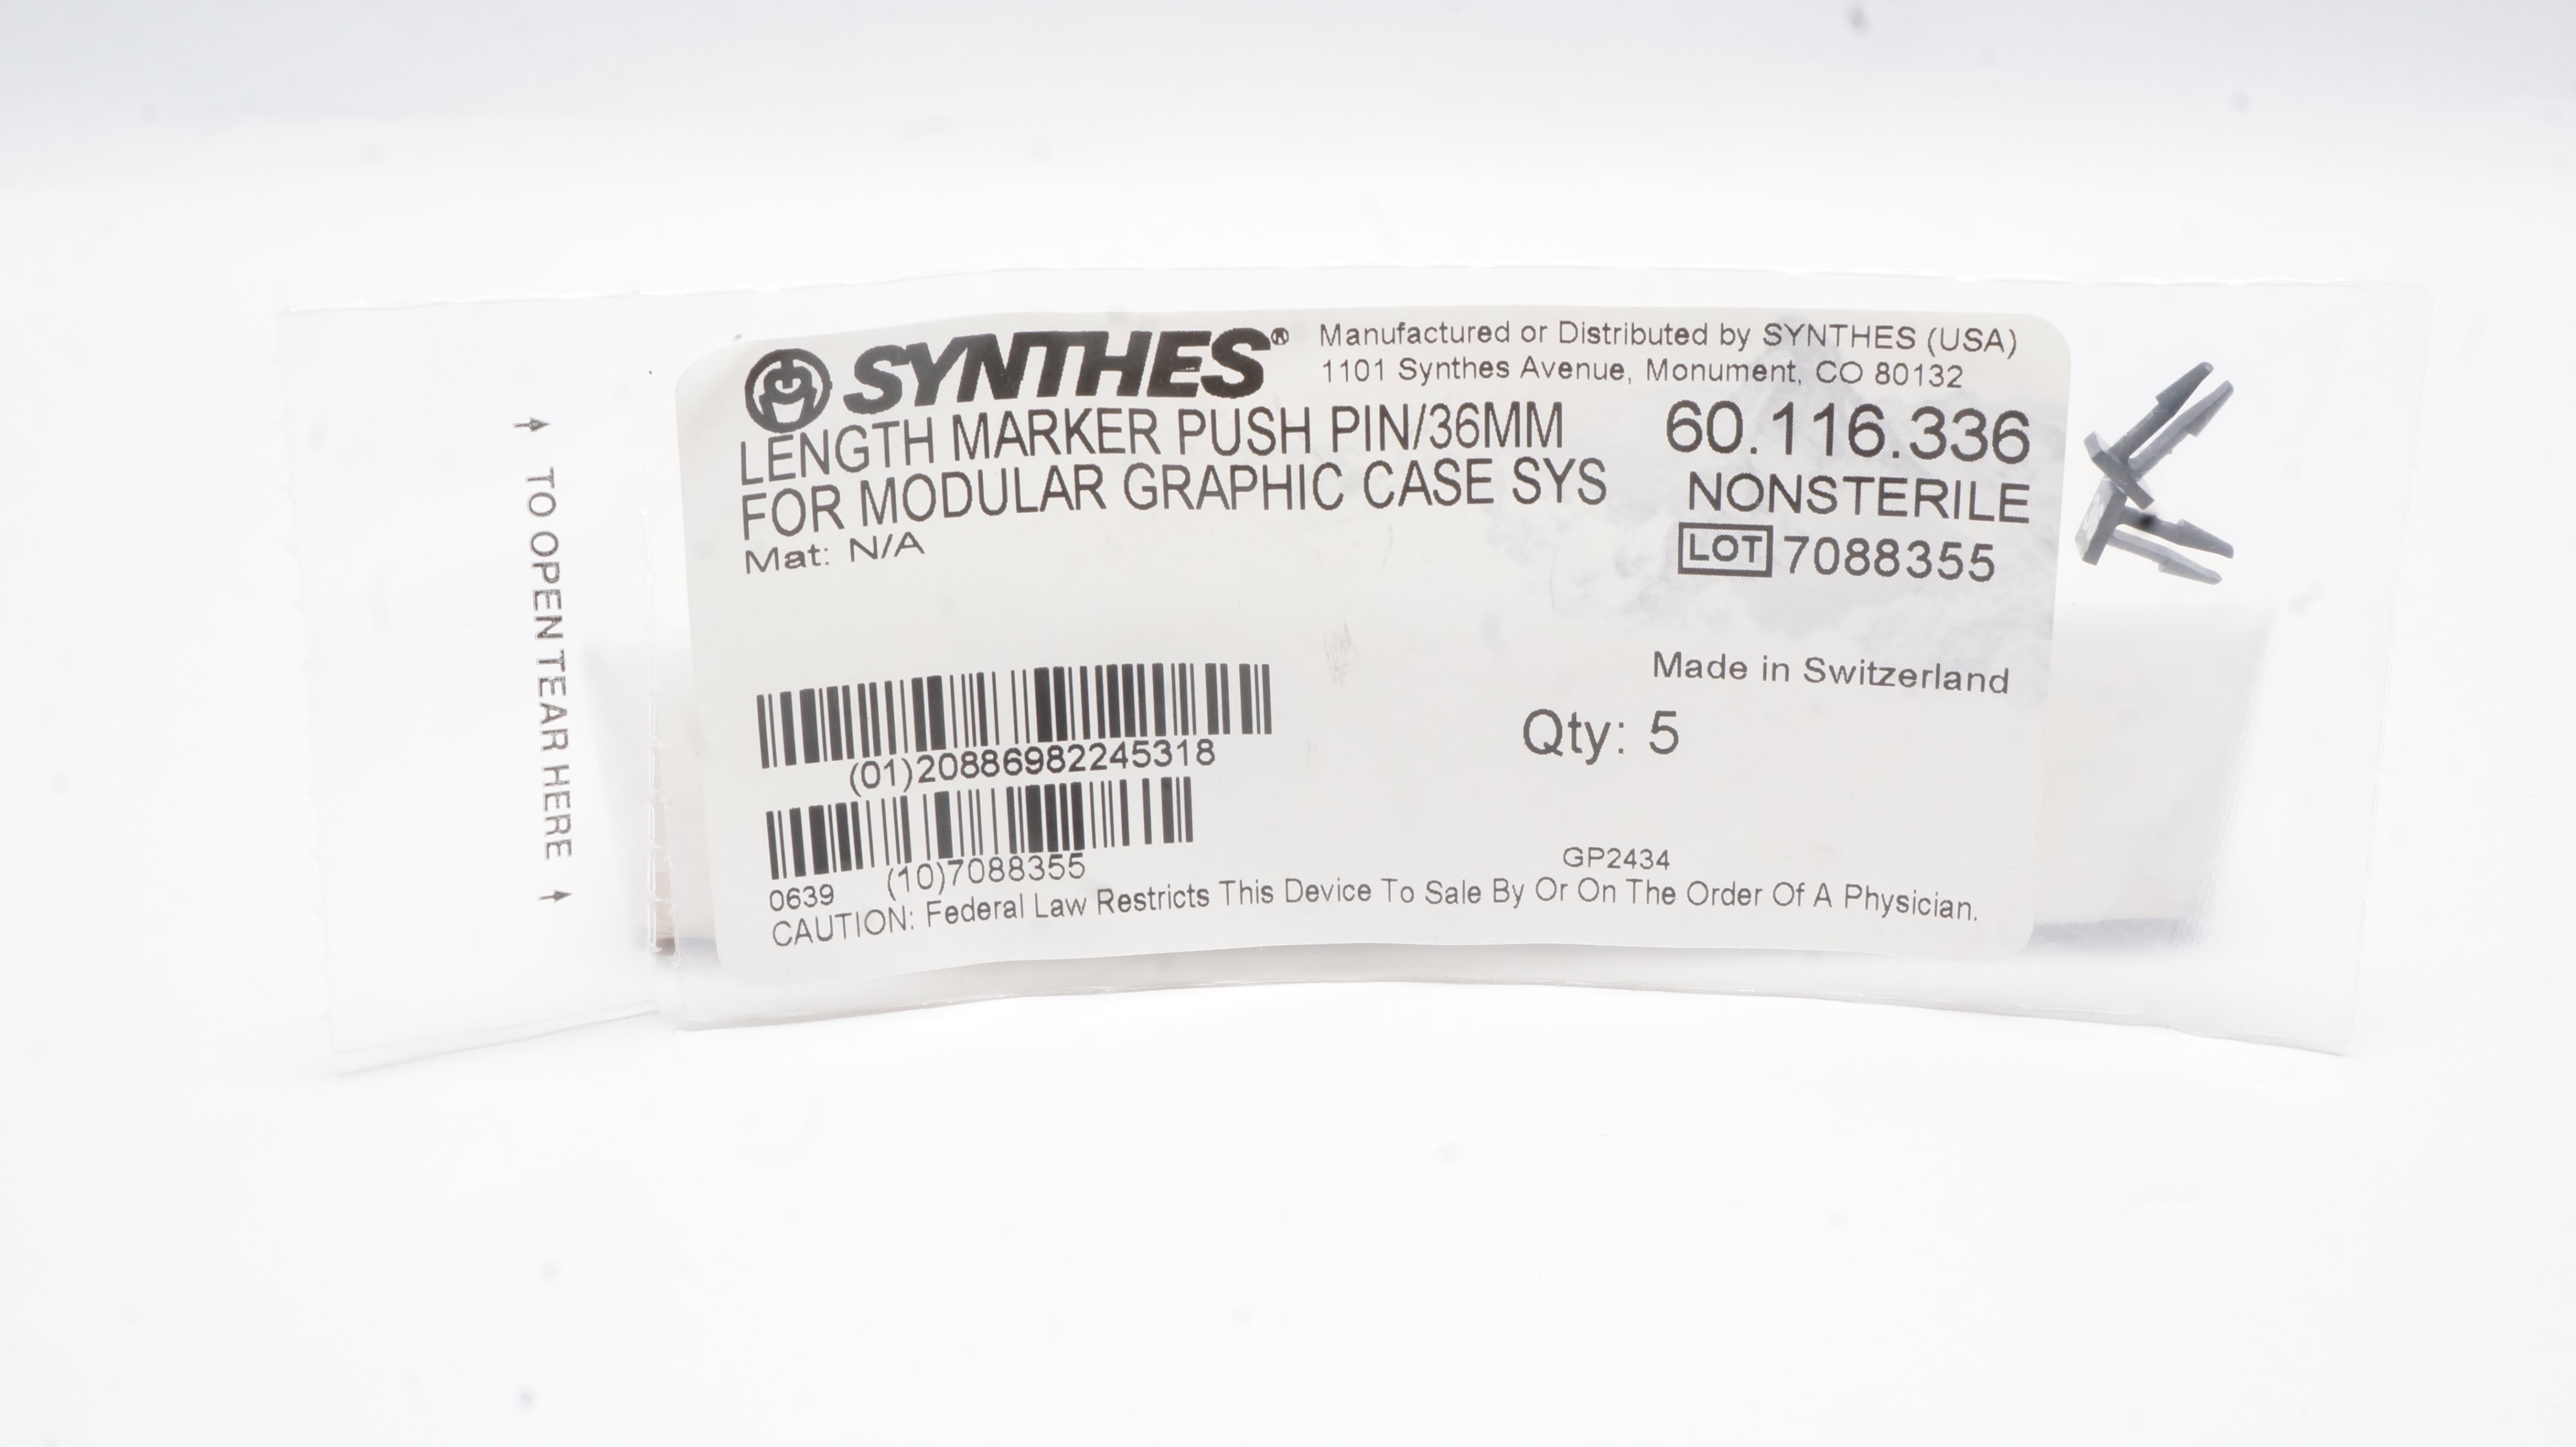 SYNTHES®
Manufactured or Distributed by SYNTHES (USA)
1101 Synthes Avenue, Monument, CO 80132
LENGTH MARKER PUSH PIN/36MM
FOR MODULAR GRAPHIC CASE SYS
Mat: N/A
60.116.336
NONSTERILE
LOT 7088355
Made in Switzerland
Qty: 5
(01)20886982245318
(10)7088355
0639
GP2434
CAUTION: Federal Law Restricts This Device To Sale By Or On The Order Of A Physician.
TO OPEN TEAR HERE